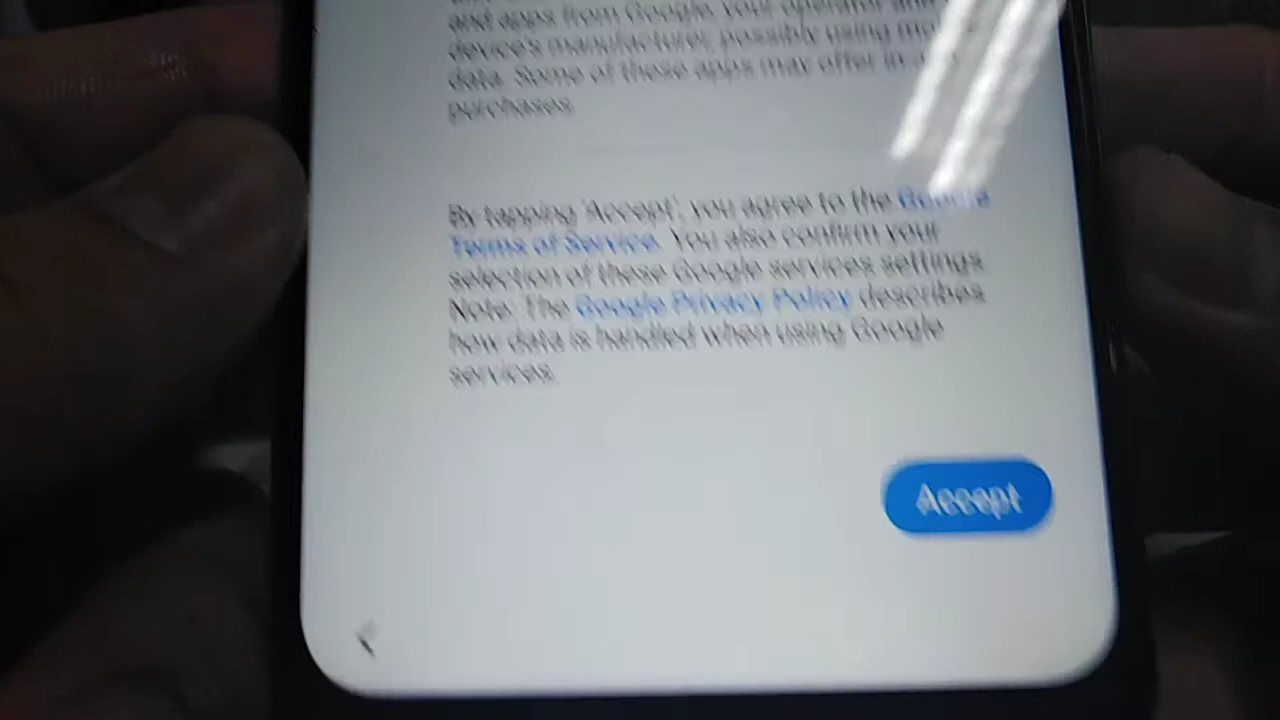 and apps from Google, your operator and
device's manufacturer, possibly using
data. Some of these apps may offer in
purchases.
By tapping 'Accept', you agree to the Google
Terms of Service. You also confirm your
selection of these Google services settings.
Note: The Google Privacy Policy describes
how data is handled when using Google
services.
Accept